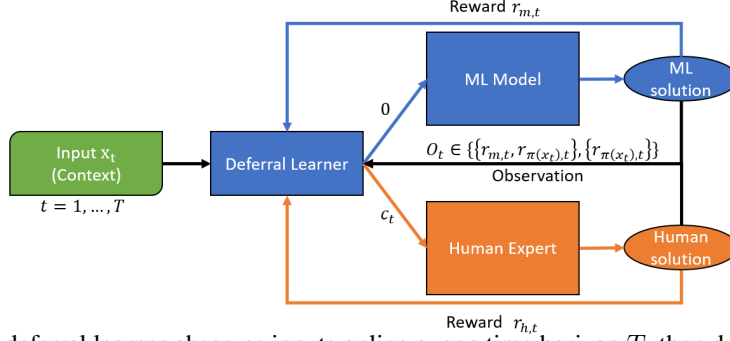 Reward r_{m,t}
ML Model
ML
solution
0
Input x_t
(Context)
Deferral Learner
O_t ∈ {{r_{m,t}, r_{π(x_t),t}}, {r_{π(x_t),t}}}
Observation
t = 1, … , T
c_t
Human Expert
Human
solution
Reward r_{h,t}